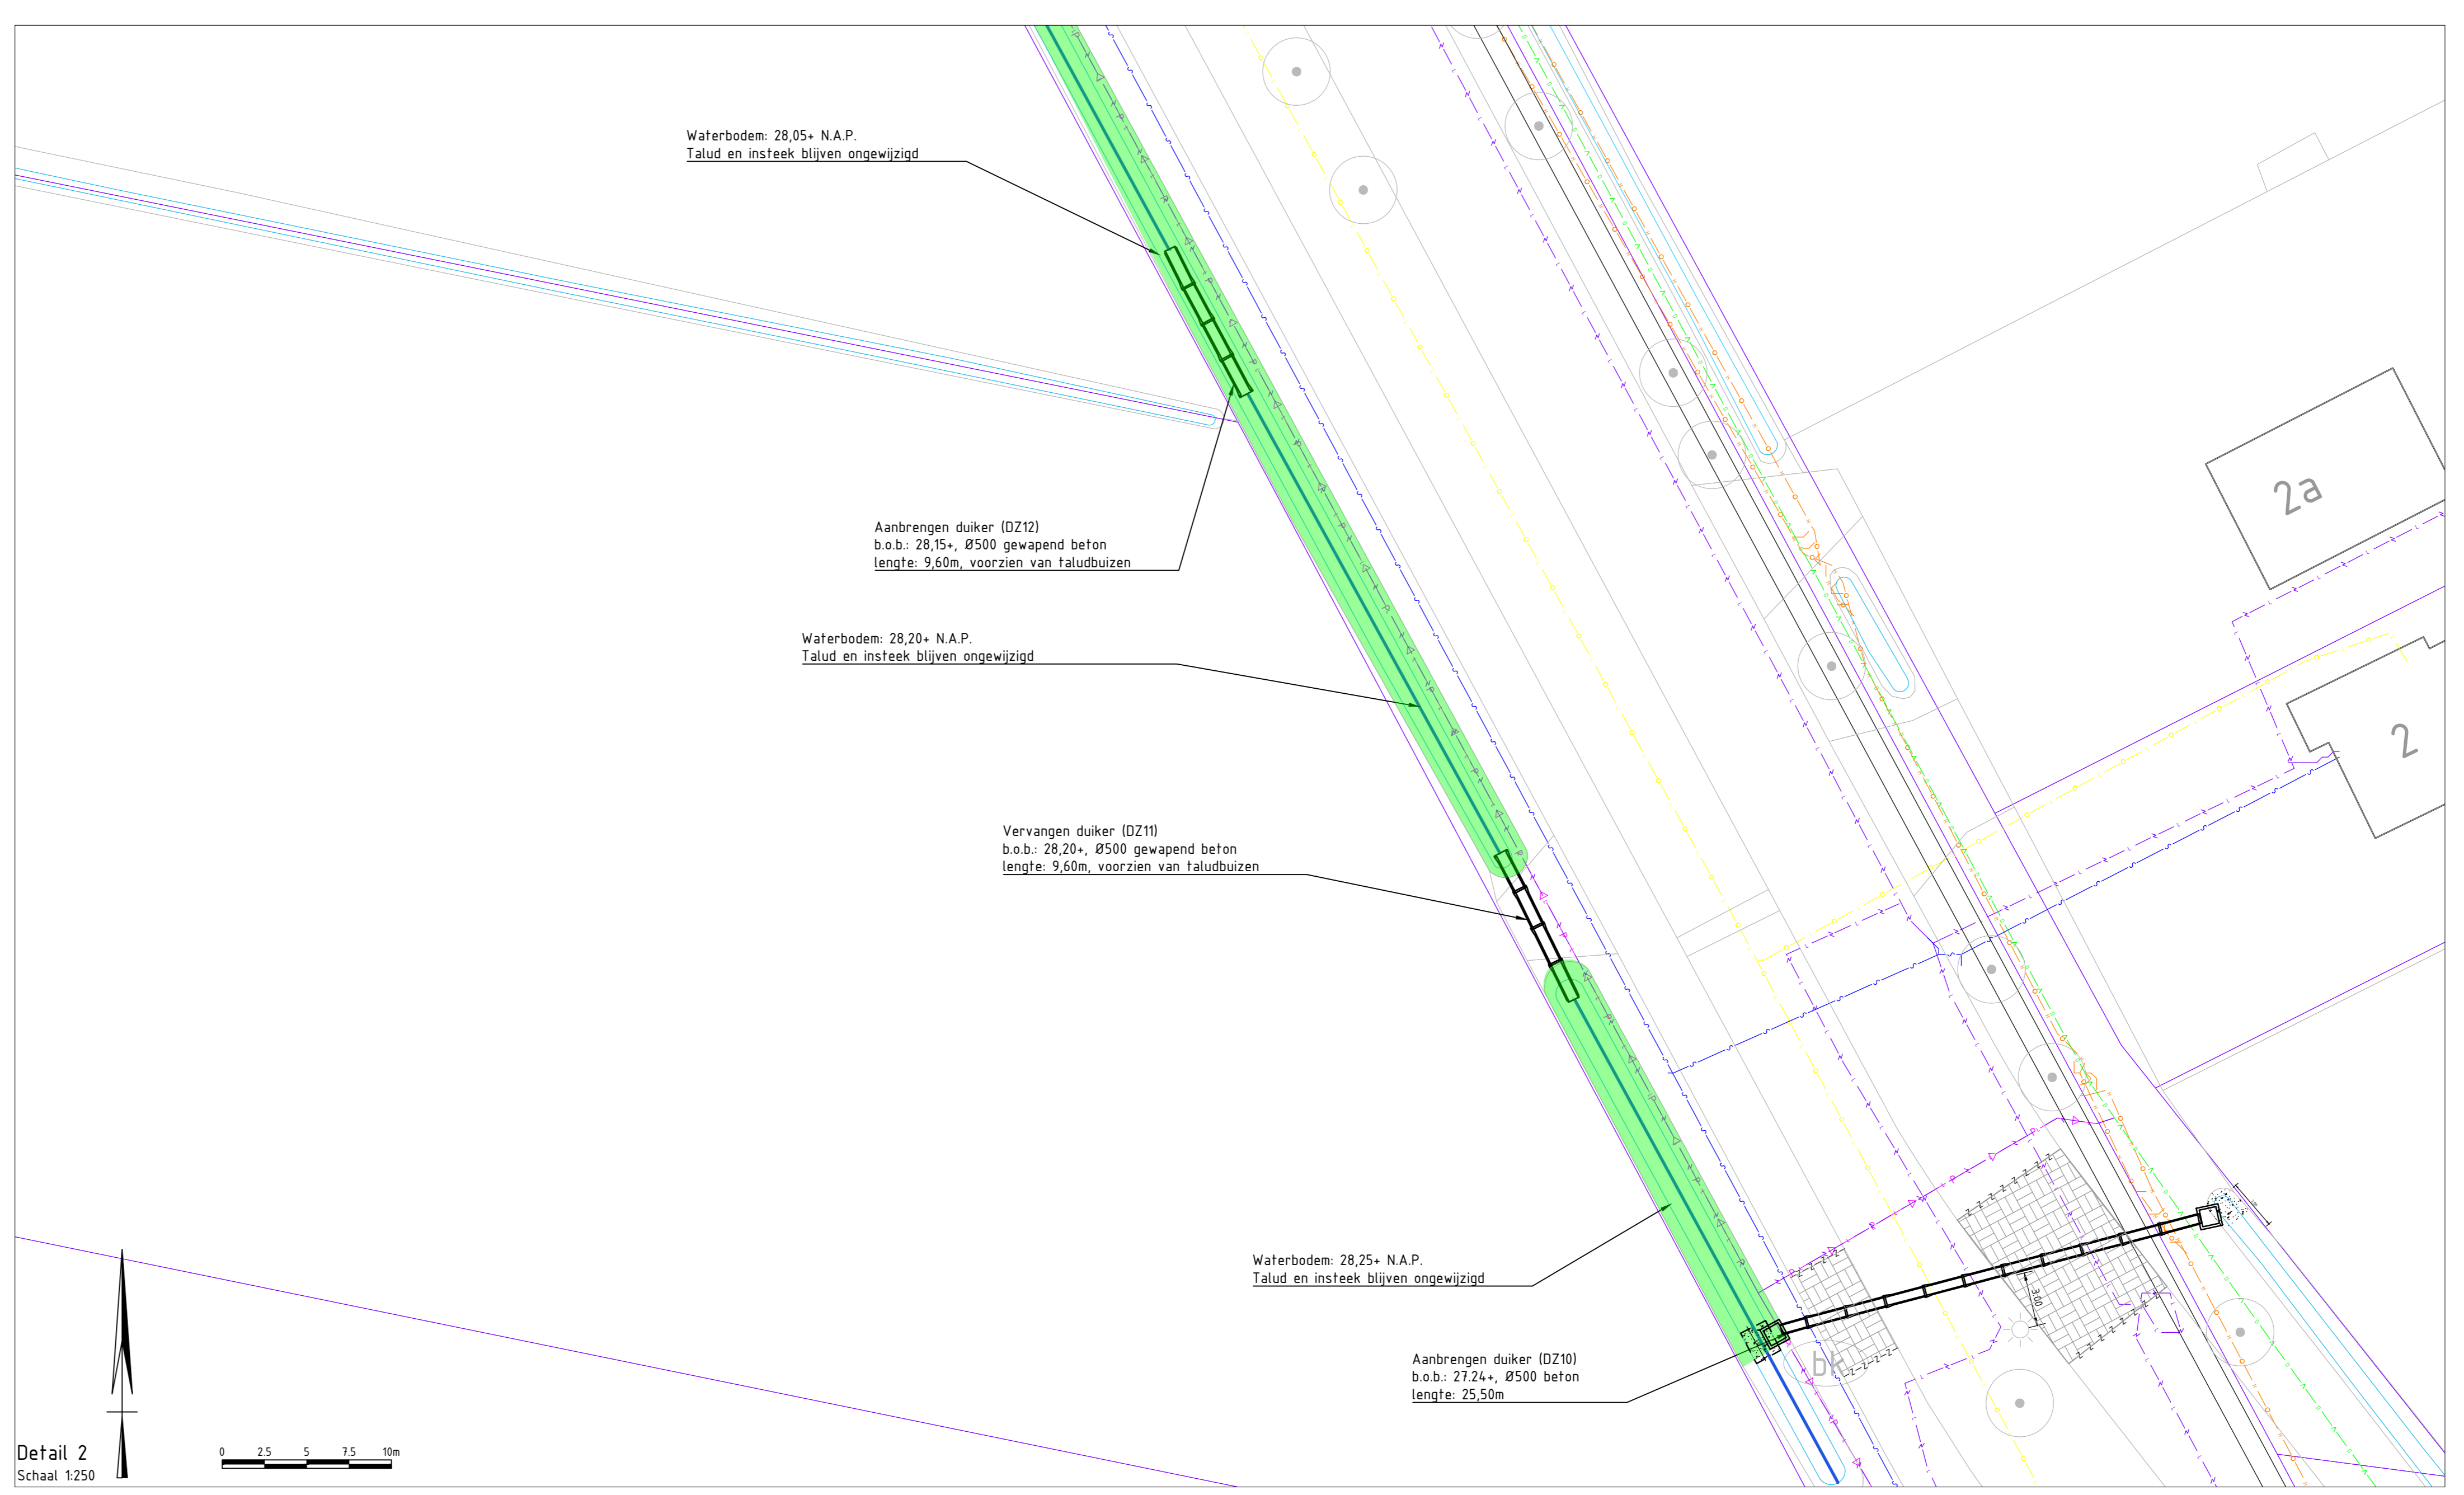 Waterbodem: 28,05+ N.A.P.
Talud en insteek blijven ongewijzigd
Aanbrengen duiker (DZ12)
b.o.b.: 28,15+, Ø500 gewapend beton
lengte: 9,60m, voorzien van taludbuizen
2a
Waterbodem: 28,20+ N.A.P.
Talud en insteek blijven ongewijzigd
2
Vervangen duiker (DZ11)
b.o.b.: 28,20+, Ø500 gewapend beton
lengte: 9,60m, voorzien van taludbuizen
Waterbodem: 28,25+ N.A.P.
Talud en insteek blijven ongewijzigd
3.00
bk
Aanbrengen duiker (DZ10)
b.o.b.: 27.24+, Ø500 beton
lengte: 25,50m
Detail 2
Schaal 1:250
0 2.5 5 7.5 10m